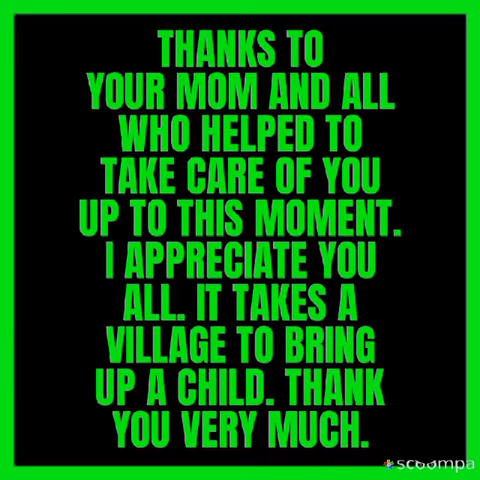 THANKS TO
YOUR MOM AND ALL
WHO HELPED TO
TAKE CARE OF YOU
UP TO THIS MOMENT.
I APPRECIATE YOU
ALL. IT TAKES A
VILLAGE TO BRING
UP A CHILD. THANK
YOU VERY MUCH.
scoompa